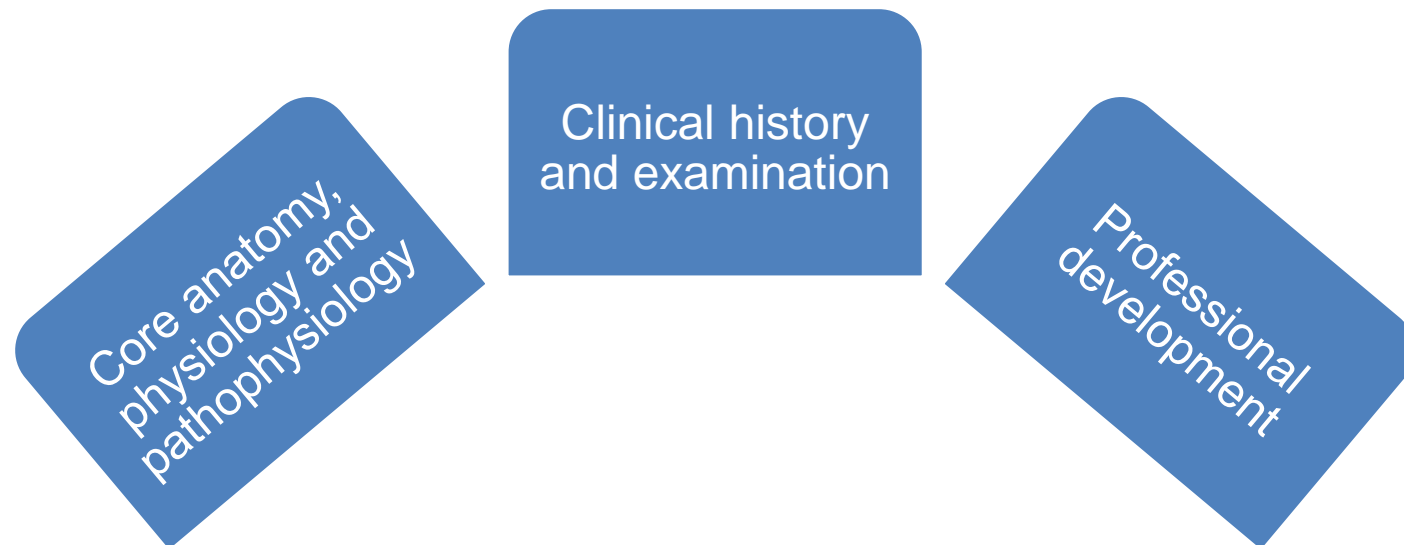 Core anatomy,
physiology and
pathophysiology
Clinical history
and examination
Professional
development